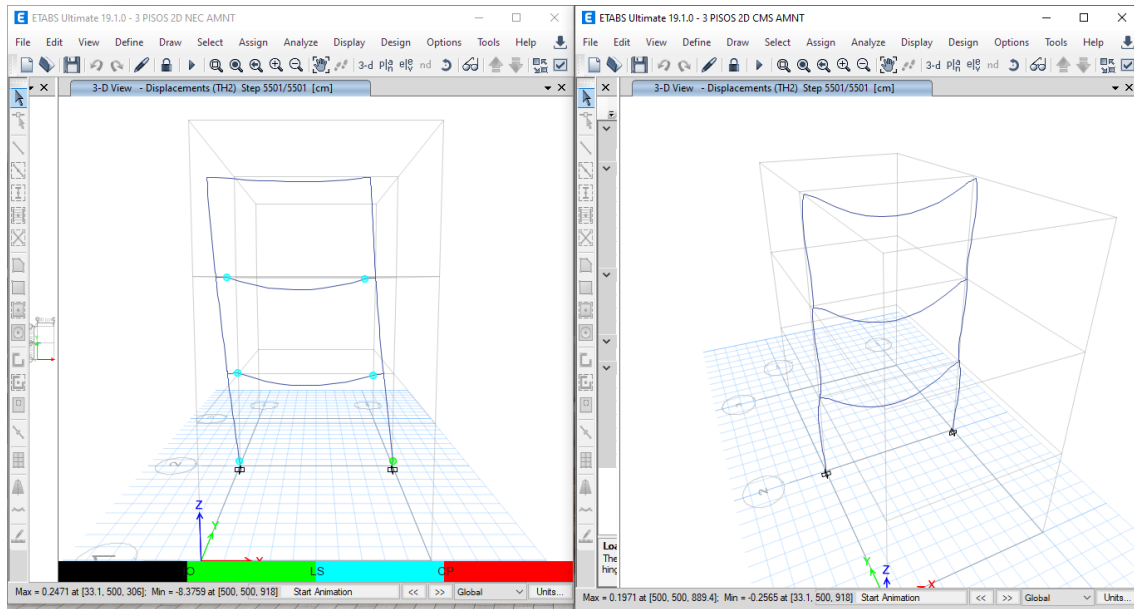 ETABS Ultimate 19.1.0 - 3 PISOS 2D NEC AMNT
File Edit View Define Draw Select Assign Analyze Display Design Options Tools Help
3-d
nd
3-D View - Displacements (TH2) Step 5501/5501 [cm]
Z
Y
X
LS
CP
Max = 0.2471 at [33.1, 500, 306]; Min = -8.3759 at [500, 500, 918] Start Animation << >> Global Units...
ETABS Ultimate 19.1.0 - 3 PISOS 2D CMS AMNT
File Edit View Define Draw Select Assign Analyze Display Design Options Tools Help
3-d
nd
3-D View - Displacements (TH2) Step 5501/5501 [cm]
Z
Y
X
Loa
The
hing
Max = 0.1971 at [500, 500, 889.4]; Min = -0.2565 at [33.1, 500, 918] Start Animation << >> Global Units...